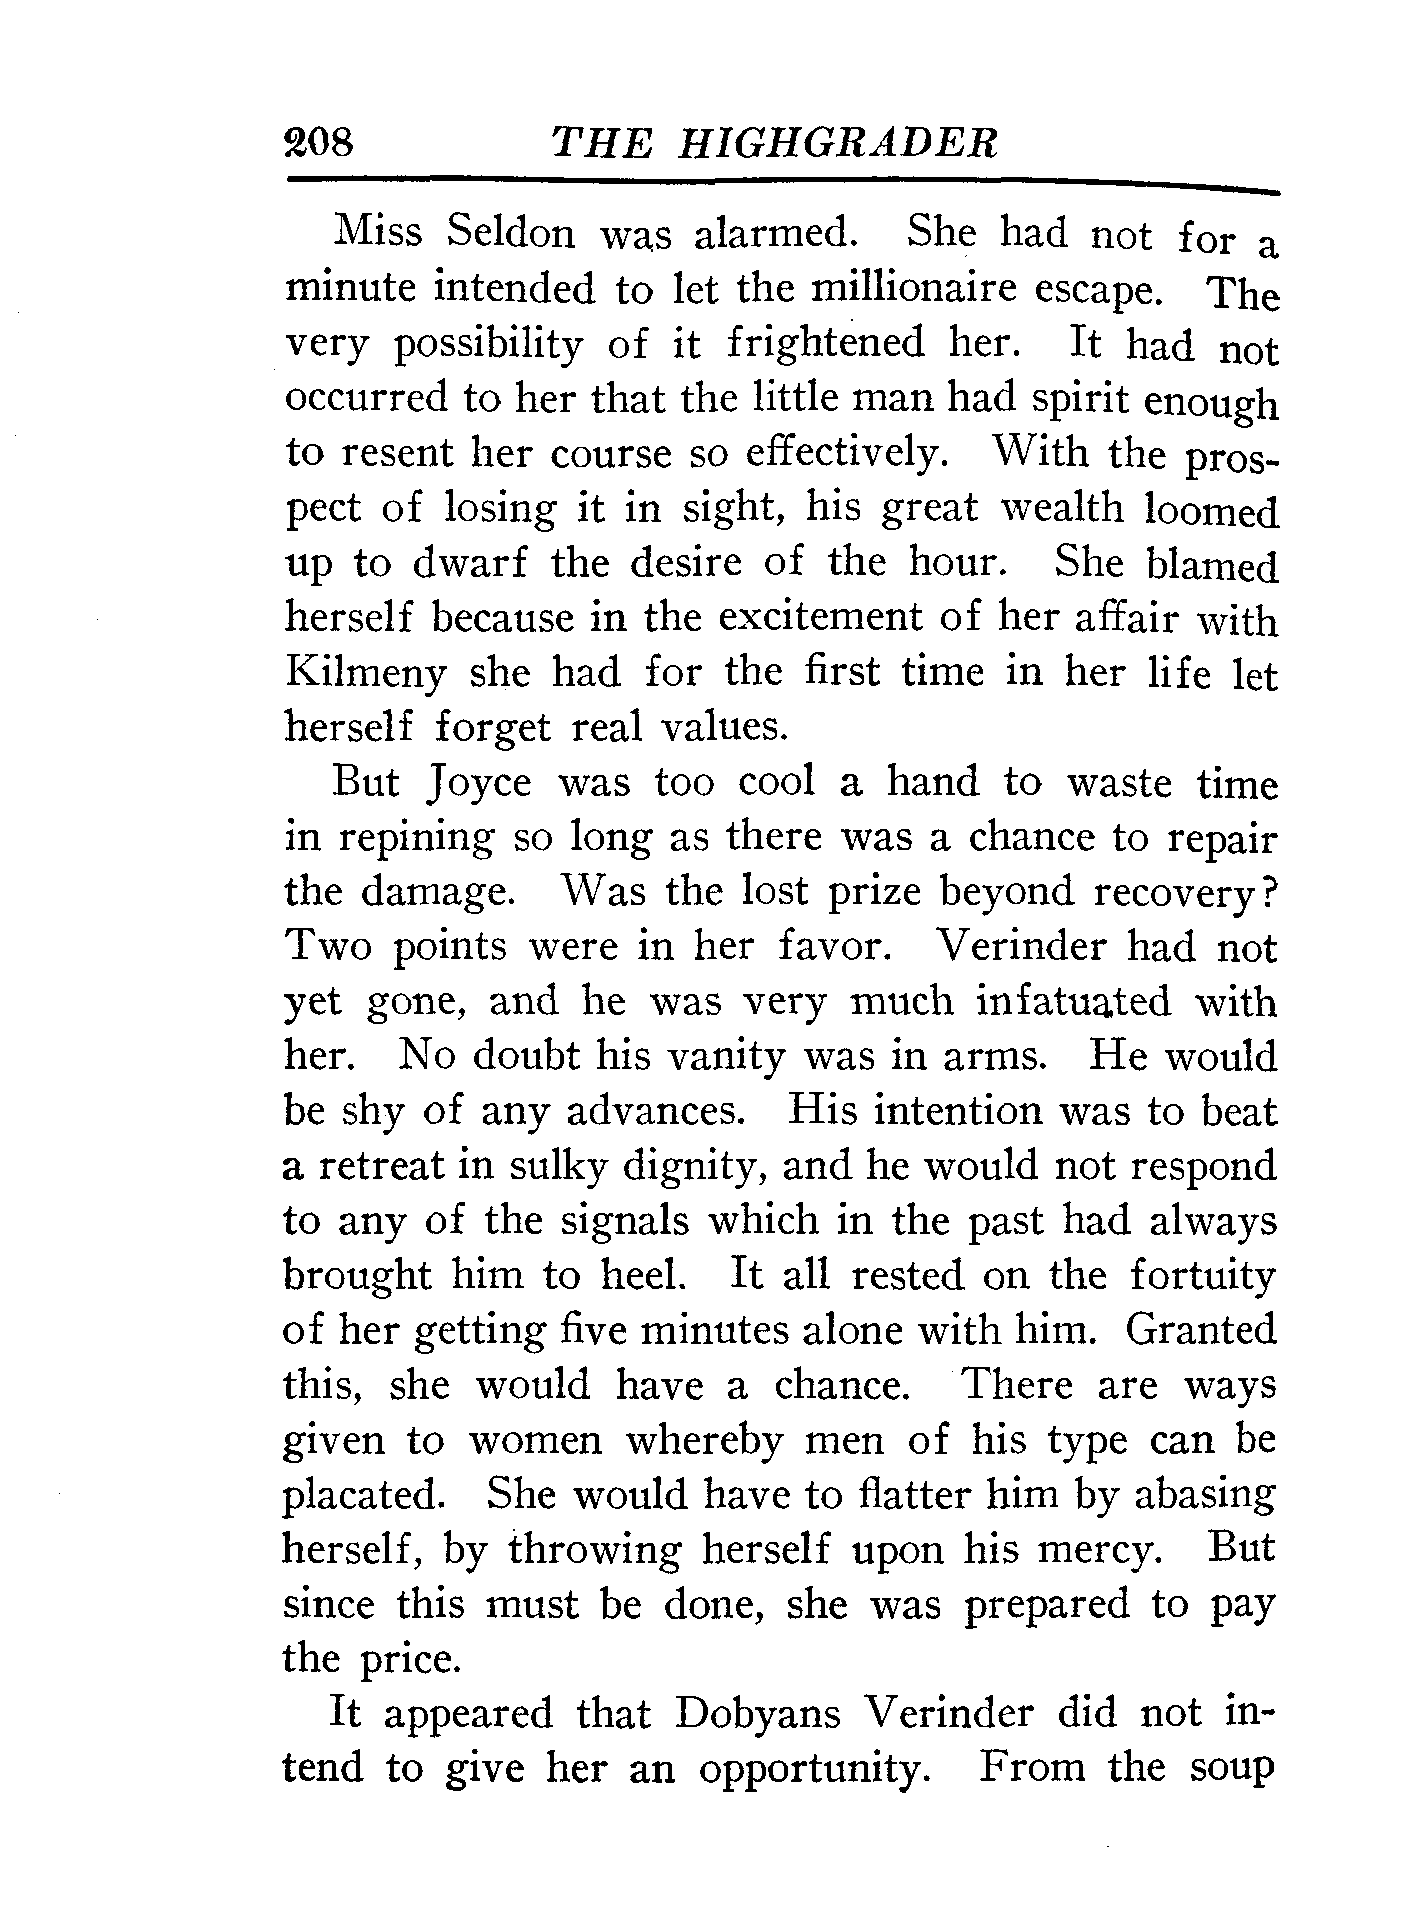 208 THE HIGHGRADER
Miss Seldon was alarmed. She had not for a
minute intended to let the millionaire escape. The
very possibility of it frightened her. It had not
occurred to her that the little man had spirit enough
to resent her course so effectively. With the pros-
pect of losing it in sight, his great wealth loomed
up to dwarf the desire of the hour. She blamed
herself because in the excitement of her affair with
Kilmeny she had for the first time in her life let
herself forget real values.
But Joyce was too cool a hand to waste time
in repining so long as there was a chance to repair
the damage. Was the lost prize beyond recovery?
Two points were in her favor. Verinder had not
yet gone, and he was very much infatuated with
her. No doubt his vanity was in arms. He would
be shy of any advances. His intention was to beat
a retreat in sulky dignity, and he would not respond
to any of the signals which in the past had always
brought him to heel. It all rested on the fortuity
of her getting five minutes alone with him. Granted
this, she would have a chance. There are ways
given to women whereby men of his type can be
placated. She would have to flatter him by abasing
herself, by throwing herself upon his mercy. But
since this must be done, she was prepared to pay
the price.
It appeared that Dobyans Verinder did not in-
tend to give her an opportunity. From the soup